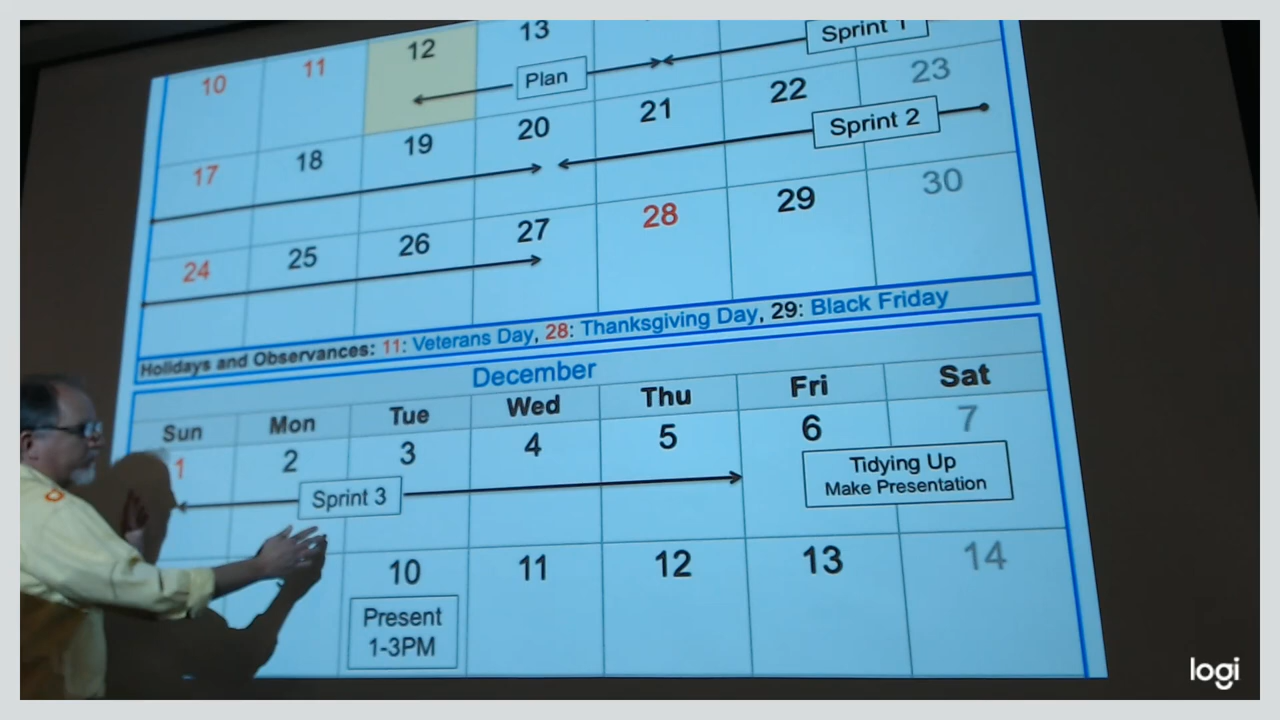 10 11 12 13
Plan
Sprint 1
17 18 19 20 21 22 23
Sprint 2
24 25 26 27 28 29 30
Holidays and Observances: 11: Veterans Day, 28: Thanksgiving Day, 29: Black Friday
December
Sun Mon Tue Wed Thu Fri Sat
1 2 3 4 5 6 7
Sprint 3
Tidying Up
Make Presentation
10 11 12 13 14
Present
1-3PM
logi